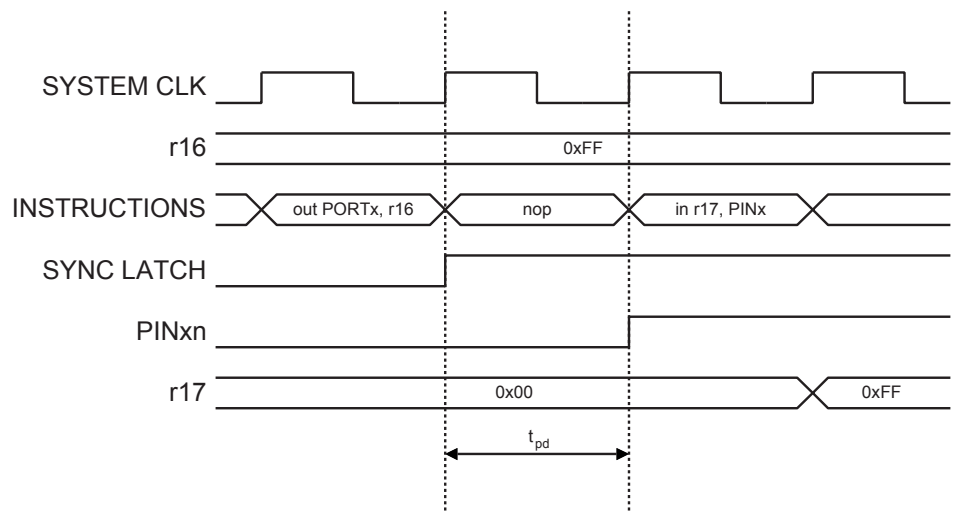 SYSTEM CLK
r16
0xFF
INSTRUCTIONS
out PORTx, r16
nop
in r17, PINx
SYNC LATCH
PINxn
r17
0x00
0xFF
tpd